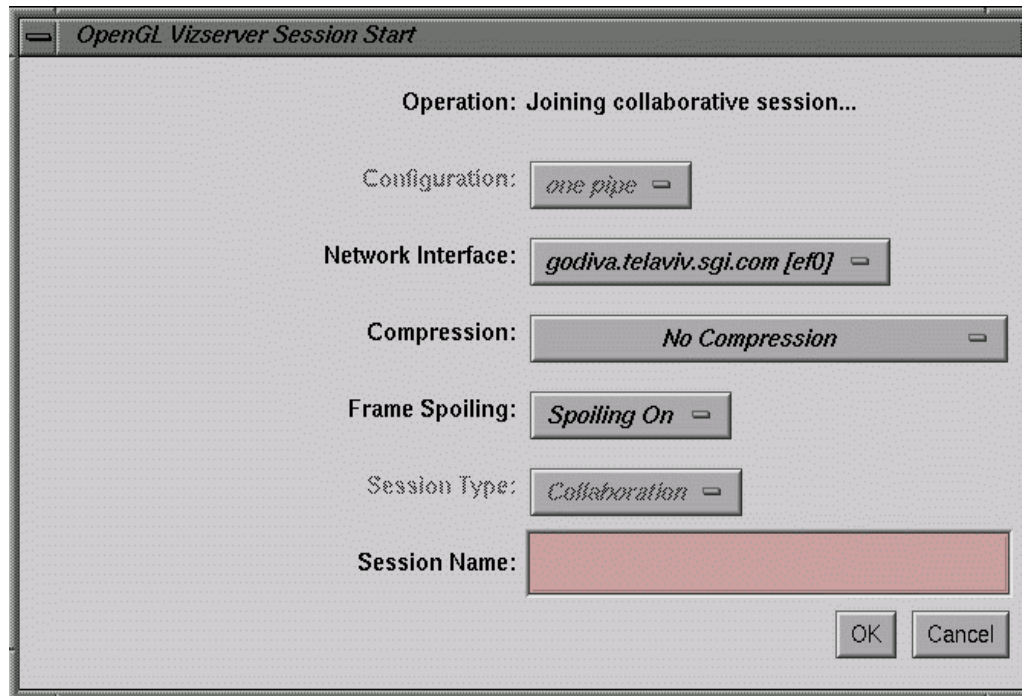 OpenGL Vizserver Session Start
Operation: Joining collaborative session...
Configuration: one pipe
Network Interface: godiva.telaviv.sgi.com [ef0]
Compression: No Compression
Frame Spoiling: Spoiling On
Session Type: Collaboration
Session Name:
OK Cancel